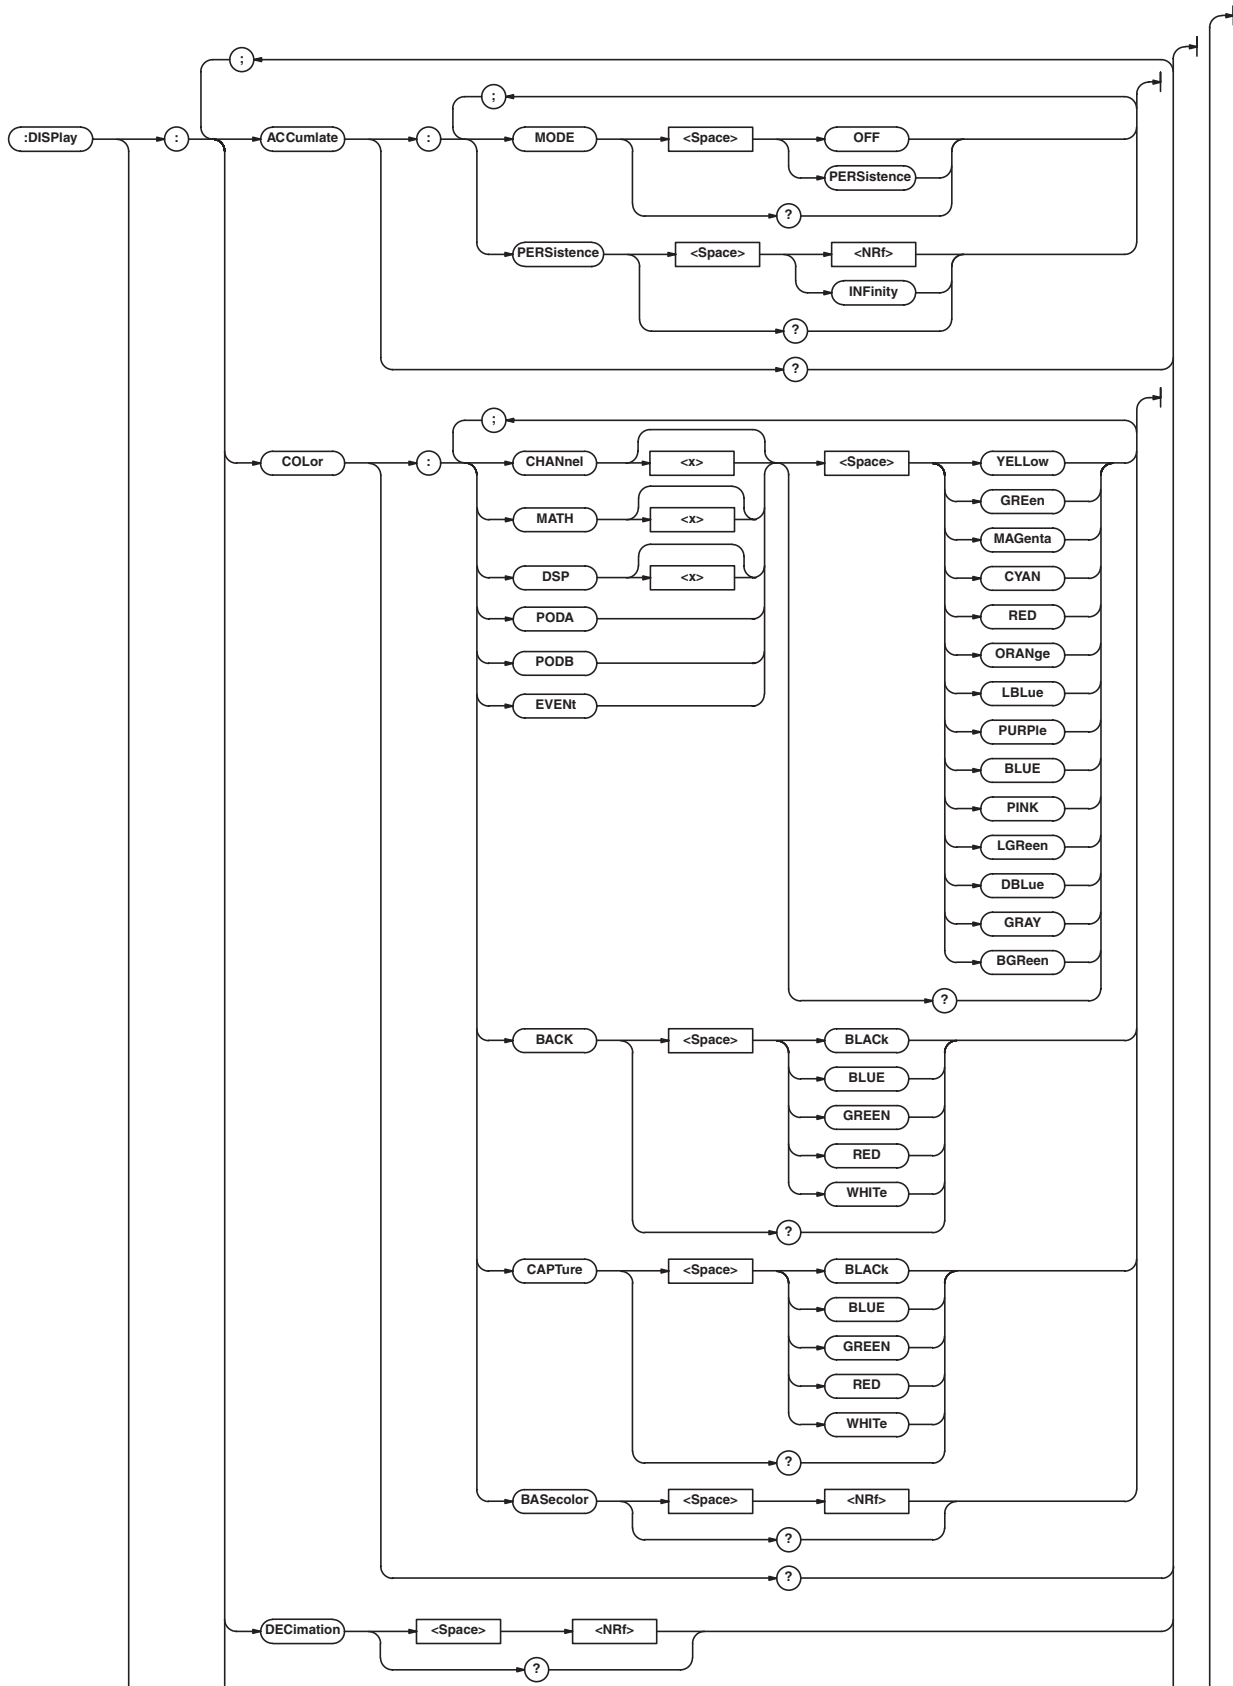 ;
;
:DISPlay : ACCumlate : MODE <Space> OFF
PERSistence
?
PERSistence <Space> <NRf>
INFinity
?
?
;
COLor : CHANnel <x> <Space> YELLow
GREen
MATH <x>
MAGenta
DSP <x>
CYAN
PODA
RED
ORANge
PODB
LBLue
EVENt
PURPle
BLUE
PINK
LGReen
DBLue
GRAY
BGReen
?
BACK <Space> BLACk
BLUE
GREEN
RED
WHITe
?
CAPTure <Space> BLACk
BLUE
GREEN
RED
WHITe
?
BASecolor <Space> <NRf>
?
?
DECimation <Space> <NRf>
?